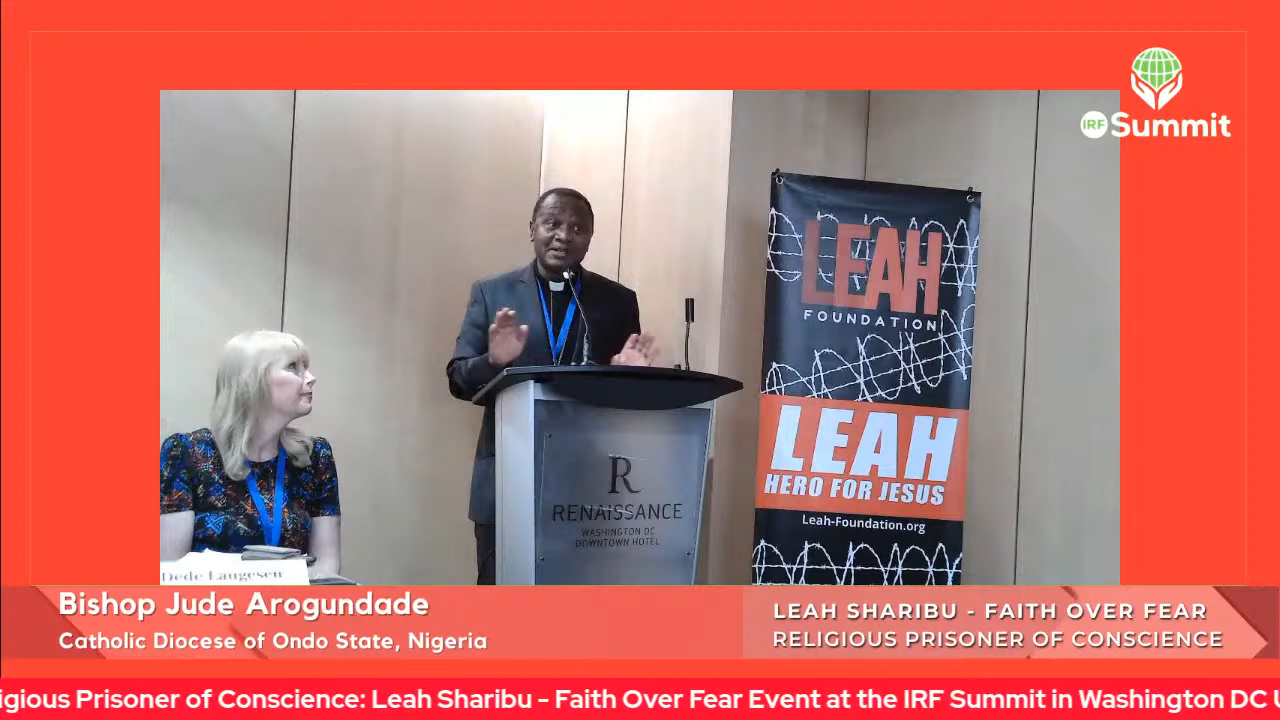 IRF Summit
LEAH
FOUNDATION
LEAH
HERO FOR JESUS
Leah-Foundation.org
R
RENAISSANCE
WASHINGTON DC
DOWNTOWN HOTEL
Dede Laugesen
Bishop Jude Arogundade
Catholic Diocese of Ondo State, Nigeria
LEAH SHARIBU - FAITH OVER FEAR
RELIGIOUS PRISONER OF CONSCIENCE
igious Prisoner of Conscience: Leah Sharibu - Faith Over Fear Event at the IRF Summit in Washington DC U